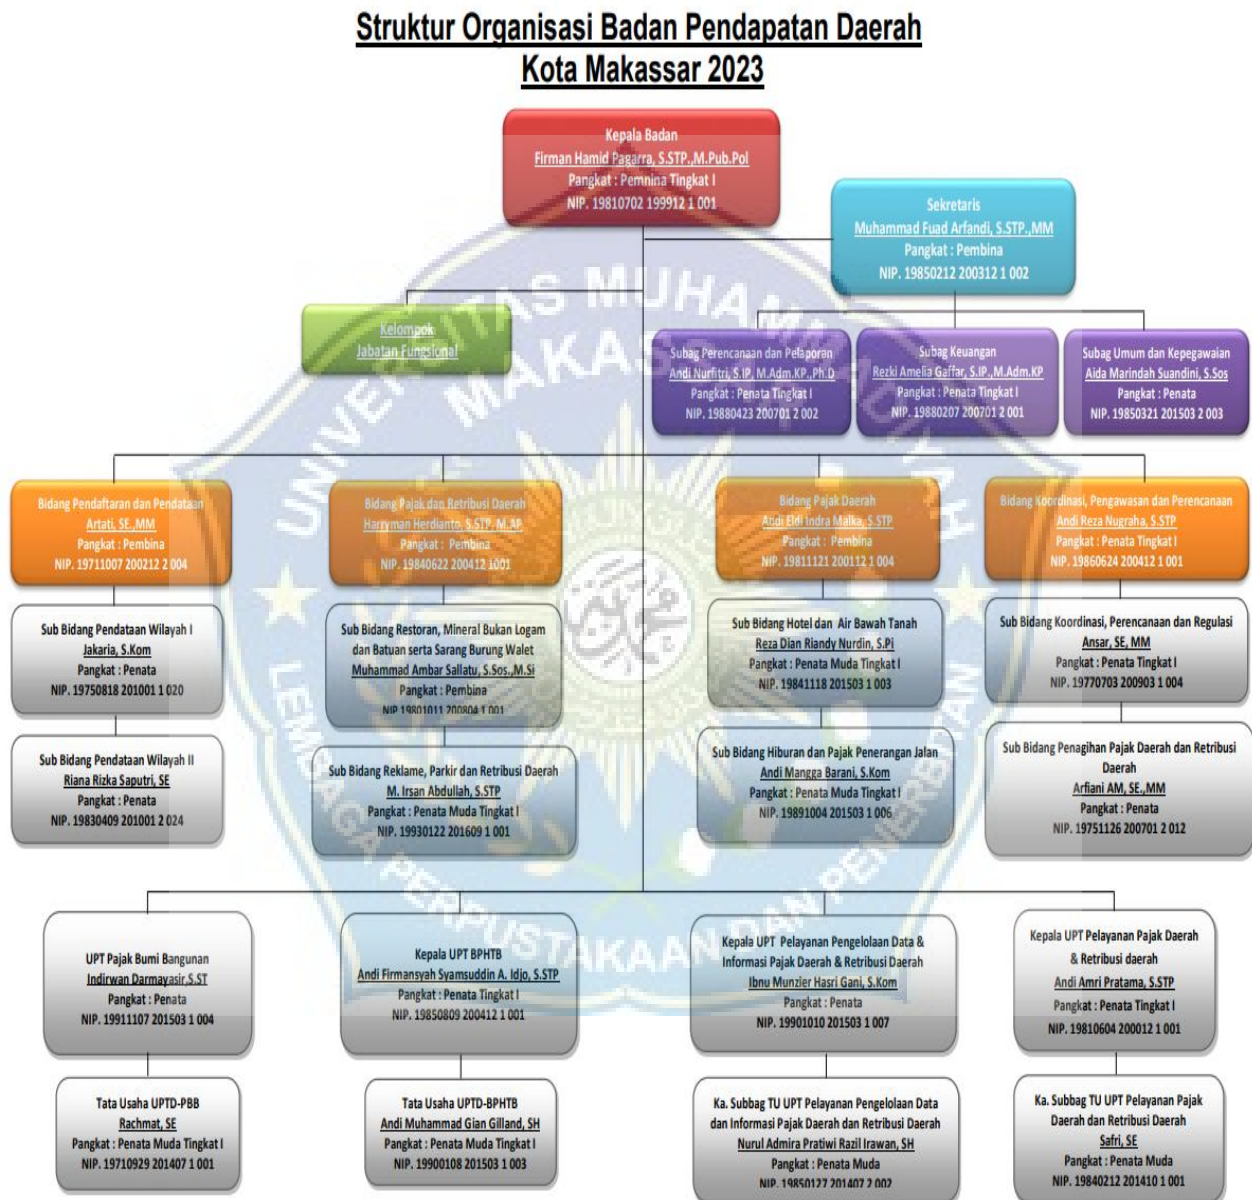 Struktur Organisasi Badan Pendapatan Daerah
Kota Makassar 2023
Kepala Badan
Firman Hamid Pagarra, S.STP.,M.Pub.Pol
Pangkat : Pemnina Tingkat I
NIP. 19810702 199912 1 001
Sekretaris
Muhammad Fuad Arfandi, S.STP.,MM
Pangkat : Pembina
NIP. 19850212 200312 1 002
Kelompok
Jabatan Fungsional
Subag Perencanaan dan Pelaporan
Andi Nurfitri, S.IP, M.Adm.KP.,Ph.D
Pangkat : Penata Tingkat I
NIP. 19880423 200701 2 002
Subag Keuangan
Rezki Amelia Gaffar, S.IP.,M.Adm.KP
Pangkat : Penata Tingkat I
NIP. 19880207 200701 2 001
Subag Umum dan Kepegawaian
Aida Marindah Suandini, S.Sos
Pangkat : Penata
NIP. 19850321 201503 2 003
Bidang Pendaftaran dan Pendataan
Artati, SE.,MM
Pangkat : Pembina
NIP. 19711007 200212 2 004
Bidang Pajak dan Retribusi Daerah
Harryman Herdianto, S.STP, M.AP
Pangkat : Pembina
NIP. 19840622 200412 1001
Bidang Pajak Daerah
Andi Eldi Indra Malka, S.STP
Pangkat : Pembina
NIP. 19811121 200112 1 004
Bidang Koordinasi, Pengawasan dan Perencanaan
Andi Reza Nugraha, S.STP
Pangkat : Penata Tingkat I
NIP. 19860624 200412 1 001
Sub Bidang Pendataan Wilayah I
Jakaria, S.Kom
Pangkat : Penata
NIP. 19750818 201001 1 020
Sub Bidang Restoran, Mineral Bukan Logam
dan Batuan serta Sarang Burung Walet
Muhammad Ambar Sallatu, S.Sos.,M.Si
Pangkat : Pembina
NIP 19801011 200804 1 001
Sub Bidang Hotel dan Air Bawah Tanah
Reza Dian Riandy Nurdin, S.Pi
Pangkat : Penata Muda Tingkat I
NIP. 19841118 201503 1 003
Sub Bidang Koordinasi, Perencanaan dan Regulasi
Ansar, SE, MM
Pangkat : Penata Tingkat I
NIP. 19770703 200903 1 004
Sub Bidang Pendataan Wilayah II
Riana Rizka Saputri, SE
Pangkat : Penata
NIP. 19830409 201001 2 024
Sub Bidang Reklame, Parkir dan Retribusi Daerah
M. Irsan Abdullah, S.STP
Pangkat : Penata Muda Tingkat I
NIP. 19930122 201609 1 001
Sub Bidang Hiburan dan Pajak Penerangan Jalan
Andi Mangga Barani, S.Kom
Pangkat : Penata Muda Tingkat I
NIP. 19891004 201503 1 006
Sub Bidang Penagihan Pajak Daerah dan Retribusi
Daerah
Arfiani AM, SE.,MM
Pangkat : Penata
NIP. 19751126 200701 2 012
UPT Pajak Bumi Bangunan
Indirwan Darmayasir,S.ST
Pangkat : Penata
NIP. 19911107 201503 1 004
Kepala UPT BPHTB
Andi Firmansyah Syamsuddin A. Idjo, S.STP
Pangkat : Penata Tingkat I
NIP. 19850809 200412 1 001
Kepala UPT Pelayanan Pengelolaan Data &
Informasi Pajak Daerah & Retribusi Daerah
Ibnu Munzier Hasri Gani, S.Kom
Pangkat : Penata
NIP. 19901010 201503 1 007
Kepala UPT Pelayanan Pajak Daerah
& Retribusi daerah
Andi Amri Pratama, S.STP
Pangkat : Penata Tingkat I
NIP. 19810604 200012 1 001
Tata Usaha UPTD-PBB
Rachmat, SE
Pangkat : Penata Muda Tingkat I
NIP. 19710929 201407 1 001
Tata Usaha UPTD-BPHTB
Andi Muhammad Gian Gilland, SH
Pangkat : Penata Muda Tingkat I
NIP. 19900108 201503 1 003
Ka. Subbag TU UPT Pelayanan Pengelolaan Data
dan Informasi Pajak Daerah dan Retribusi Daerah
Nurul Admira Pratiwi Razil Irawan, SH
Pangkat : Penata Muda
NIP. 19850127 201407 2 002
Ka. Subbag TU UPT Pelayanan Pajak
Daerah dan Retribusi Daerah
Safri, SE
Pangkat : Penata Muda
NIP. 19840212 201410 1 001
UNIVERSITAS MUHAMMADIYAH
MAKASSAR
LEMBAGA PERPUSTAKAAN DAN PENERBITAN